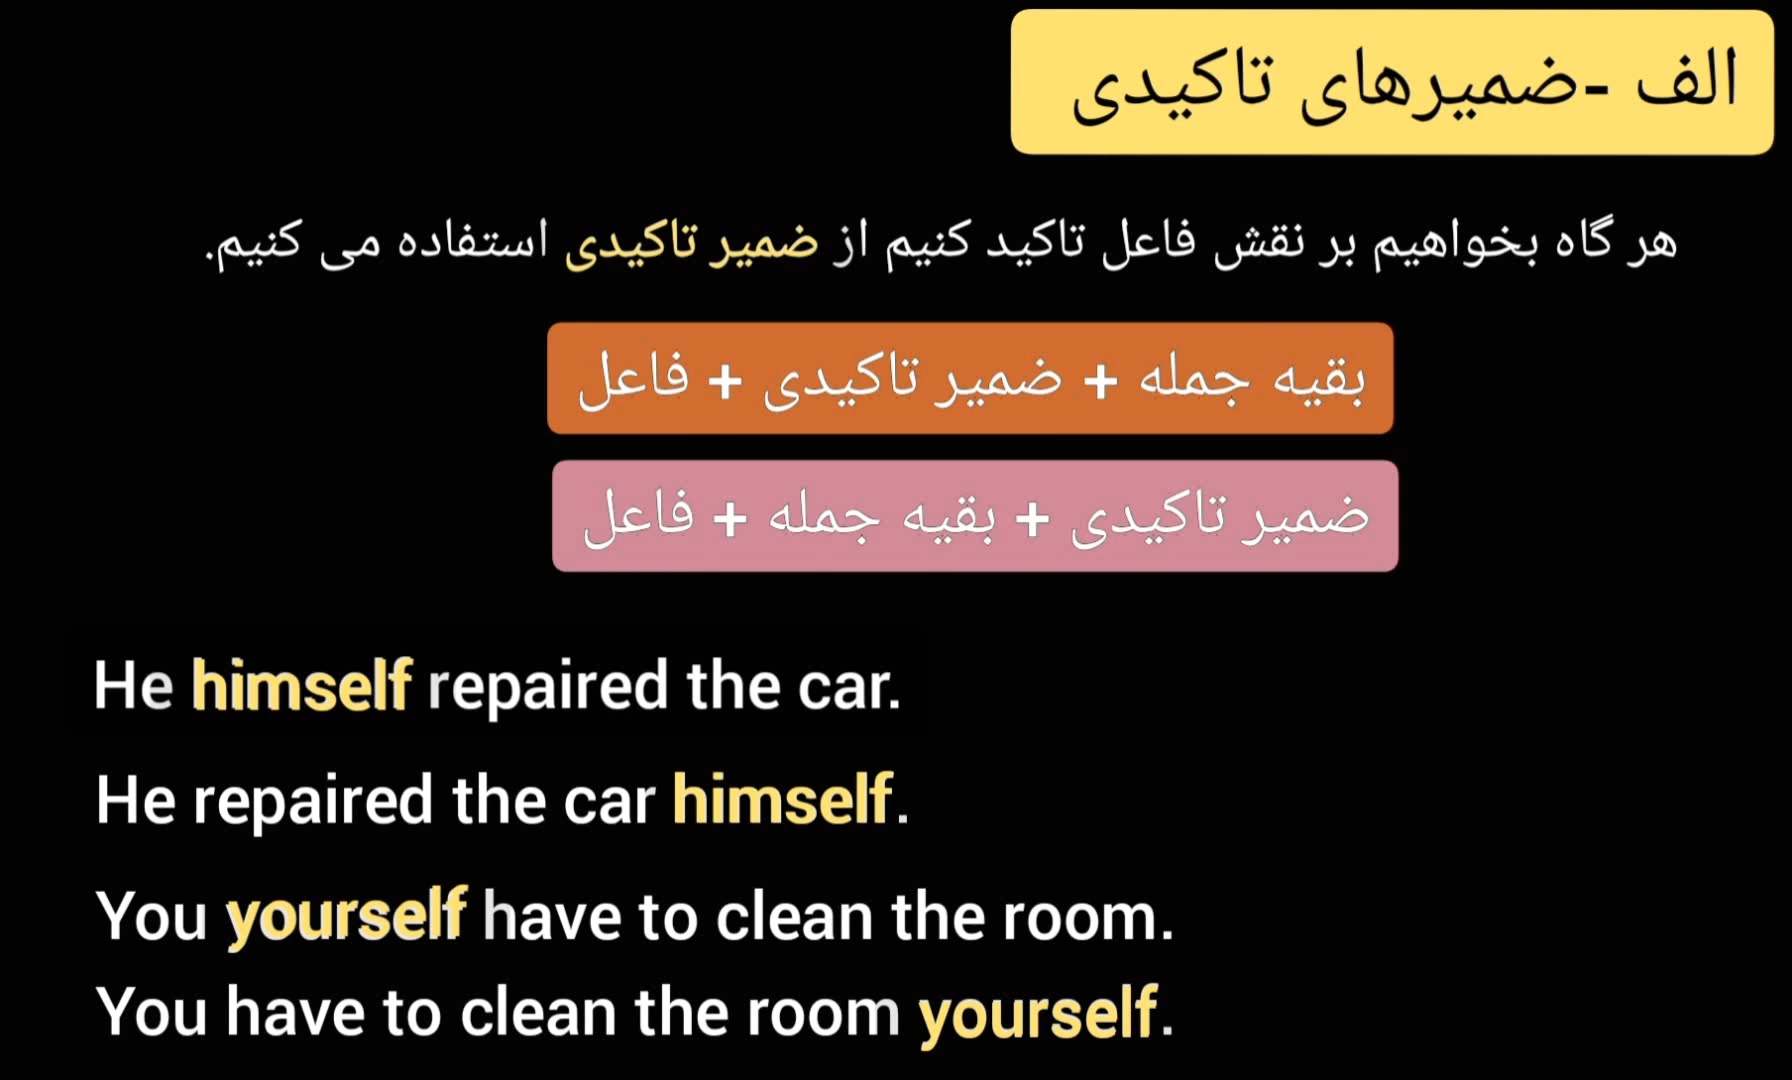 الف -ضمیرهای تاکیدی
هر گاه بخواهیم بر نقش فاعل تاکید کنیم از ضمیر تاکیدی استفاده می کنیم.
بقیه جمله + ضمیر تاکیدی + فاعل
ضمیر تاکیدی + بقیه جمله + فاعل
He himself repaired the car.
He repaired the car himself.
You yourself have to clean the room.
You have to clean the room yourself.